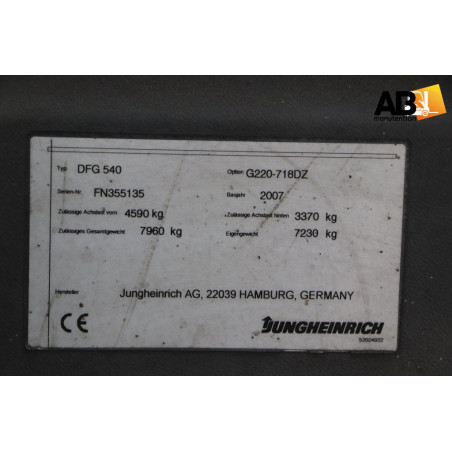 AB
manutention
Typ DFG 540 Option G220-718DZ
Serien-Nr. FN355135 Baujahr 2007
Zulässige Achslast vorn 4590 kg Zulässige Achslast hinten 3370 kg
Zulässiges Gesamtgewicht 7960 kg Eigengewicht 7230 kg
Hersteller Jungheinrich AG, 22039 HAMBURG, GERMANY
CE JUNGHEINRICH